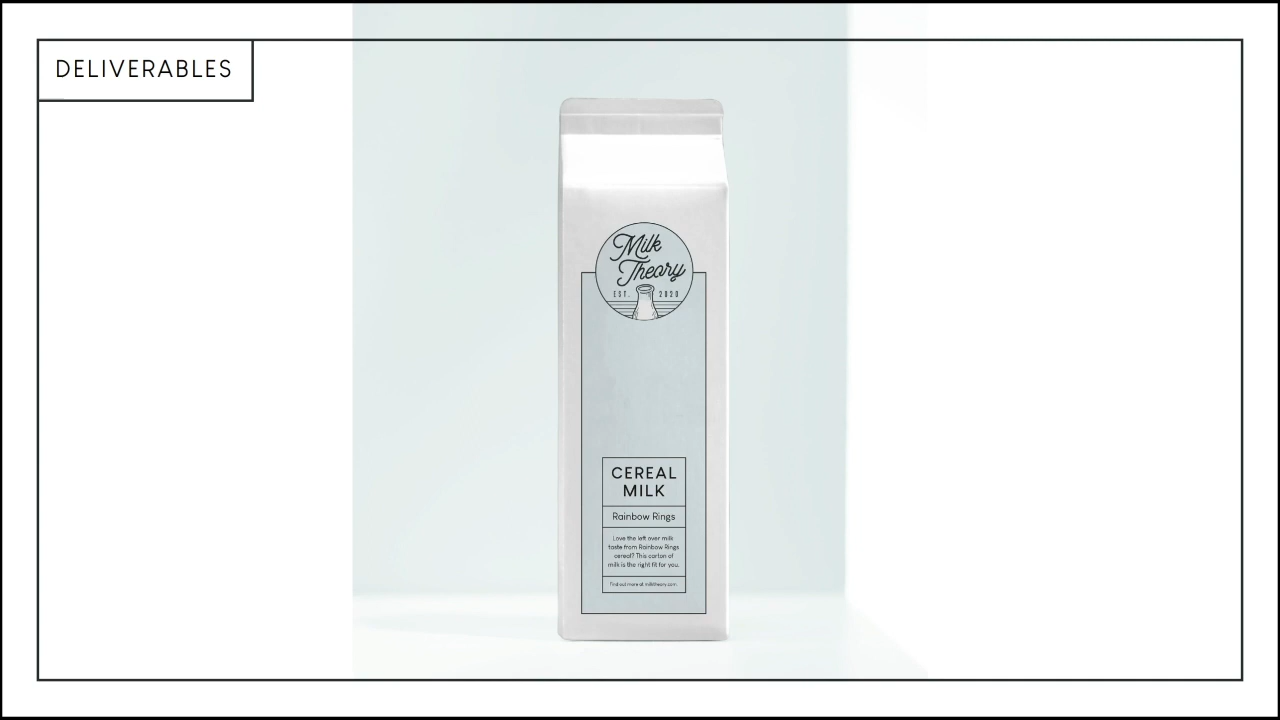 DELIVERABLES
Milk
Theory
EST. 2020
CEREAL
MILK
Rainbow Rings
Love the left over milk
taste from Rainbow Rings
cereal? This carton of
milk is the right fit for you.
Find out more at milktheory.com